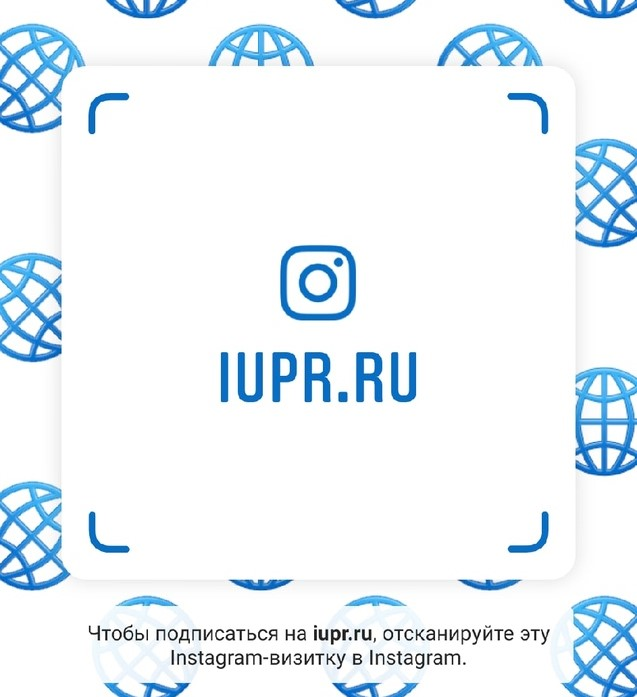 IUPR.RU
Чтобы подписаться на iupr.ru, отсканируйте эту
Instagram-визитку в Instagram.